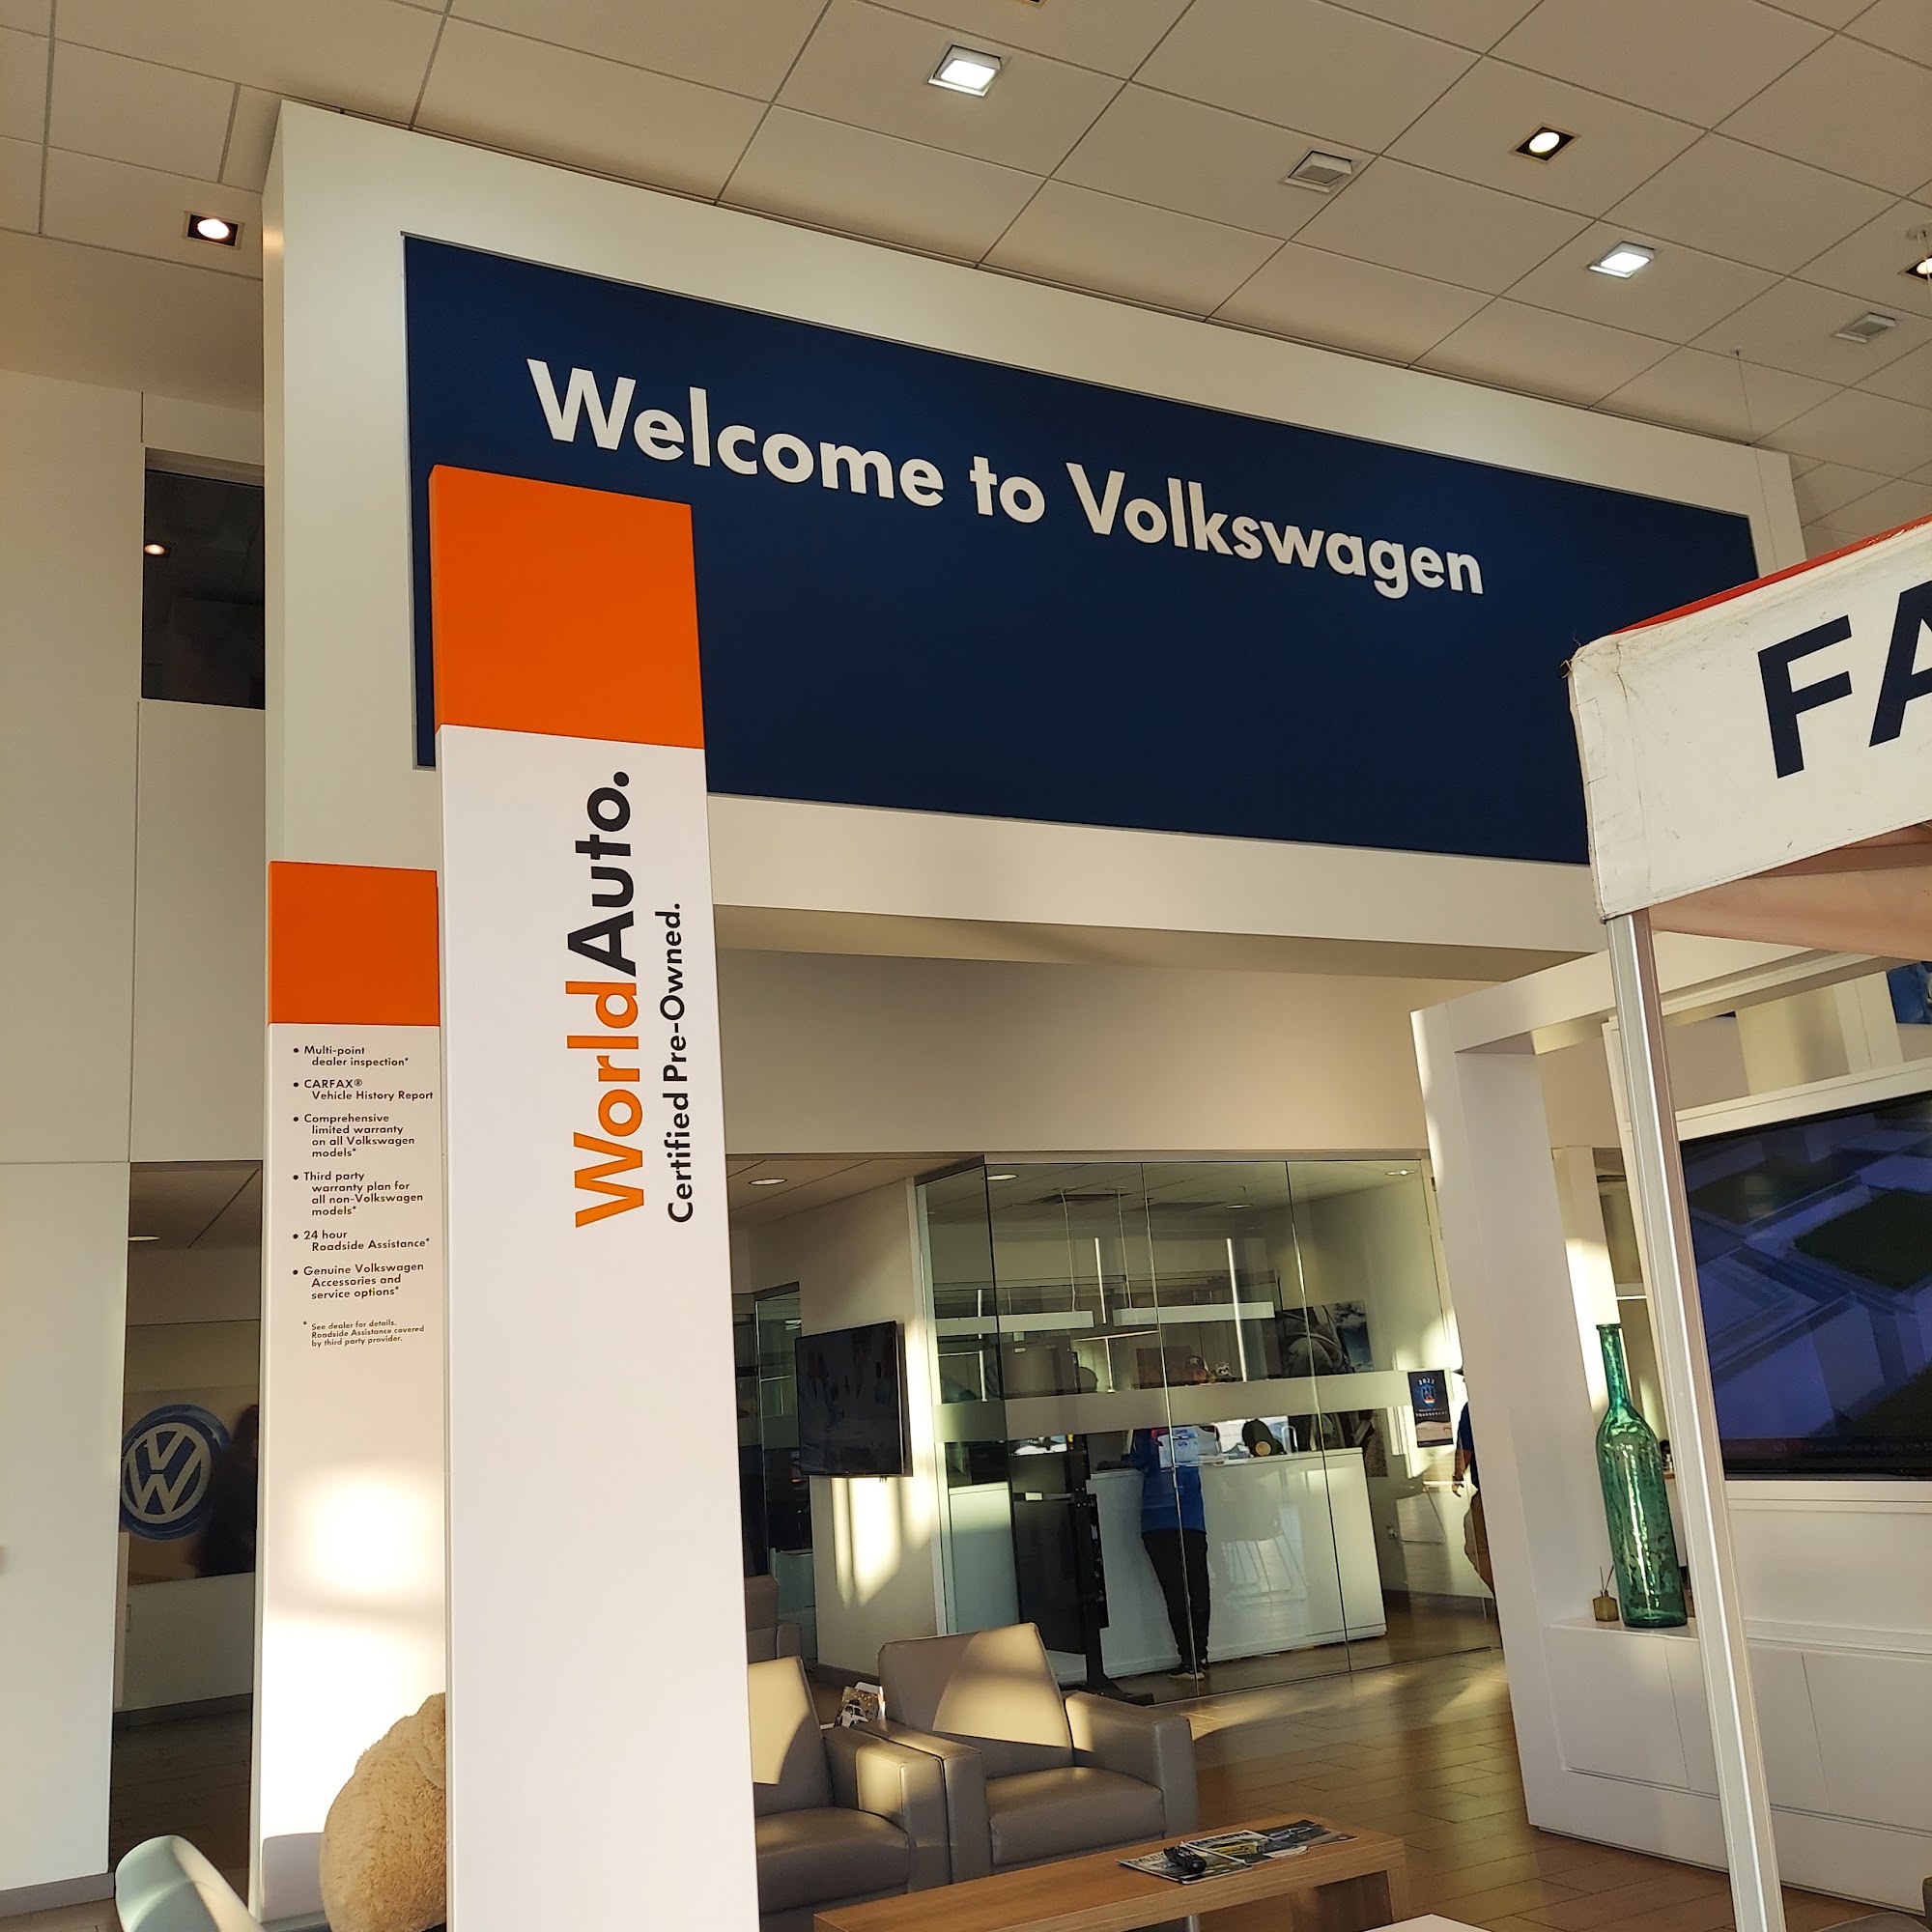 Welcome to Volkswagen
FA
WorldAuto.
Certified Pre-Owned.
• Multi-point
dealer inspection*
• CARFAX®
Vehicle History Report
• Comprehensive
limited warranty
on all Volkswagen
models*
• Third party
warranty plan for
all non-Volkswagen
models*
• 24 hour
Roadside Assistance*
• Genuine Volkswagen
Accessories and
service options*
* See dealer for details.
Roadside Assistance covered
by third party provider.
VW
2022